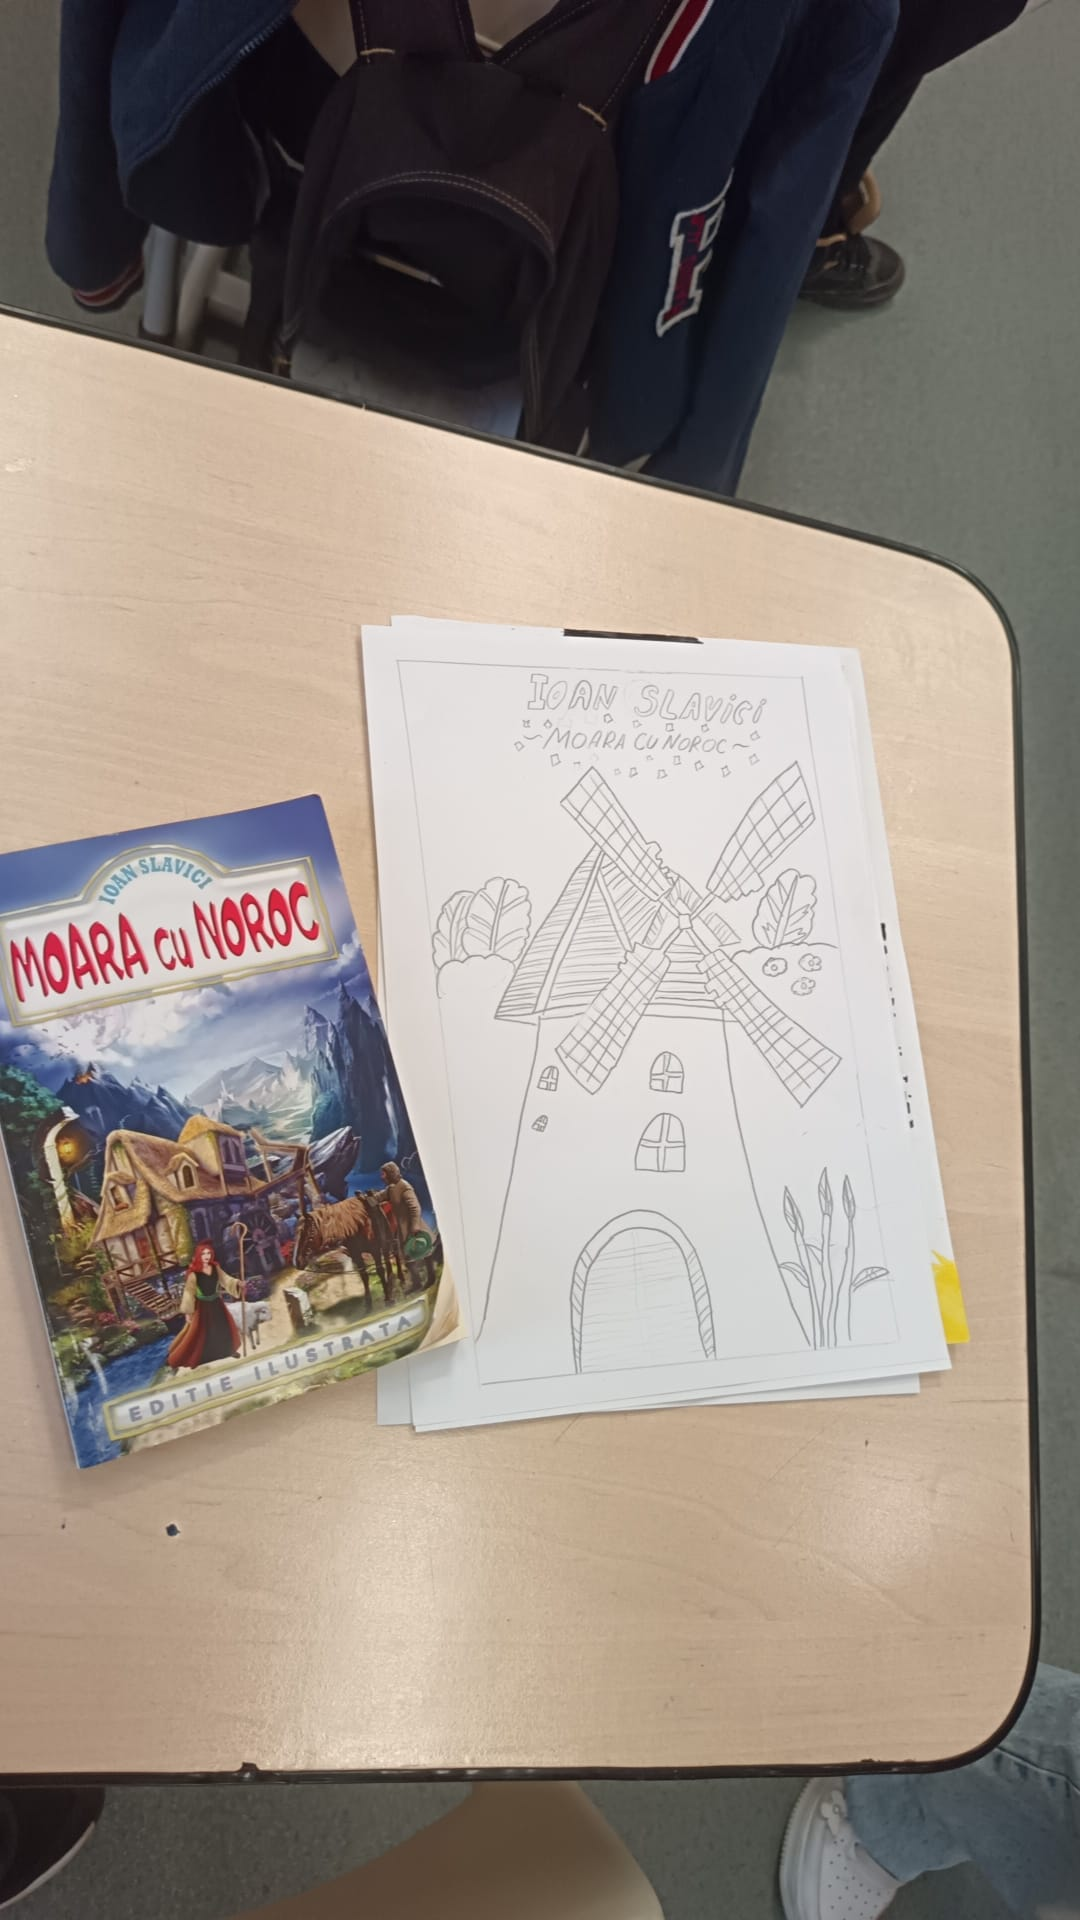 IOAN SLAVICI
MOARA CU NOROC
EDITIE ILUSTRATA
IOAN SLAVICI
~MOARA CU NOROC~
F